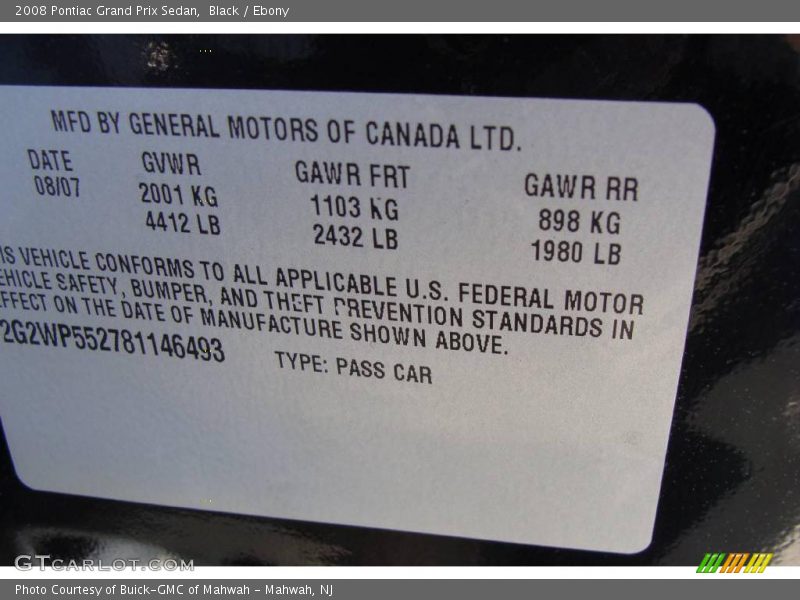 2008 Pontiac Grand Prix Sedan,  Black / Ebony
MFD BY GENERAL MOTORS OF CANADA LTD.
DATE GVWR GAWR FRT GAWR RR
08/07 2001 KG 1103 KG 898 KG
4412 LB 2432 LB 1980 LB
IS VEHICLE CONFORMS TO ALL APPLICABLE U.S. FEDERAL MOTOR
EHICLE SAFETY, BUMPER, AND THEFT PREVENTION STANDARDS IN
FFECT ON THE DATE OF MANUFACTURE SHOWN ABOVE.
2G2WP552781146493 TYPE: PASS CAR
GTCARLOT.COM
Photo Courtesy of Buick-GMC of Mahwah - Mahwah, NJ